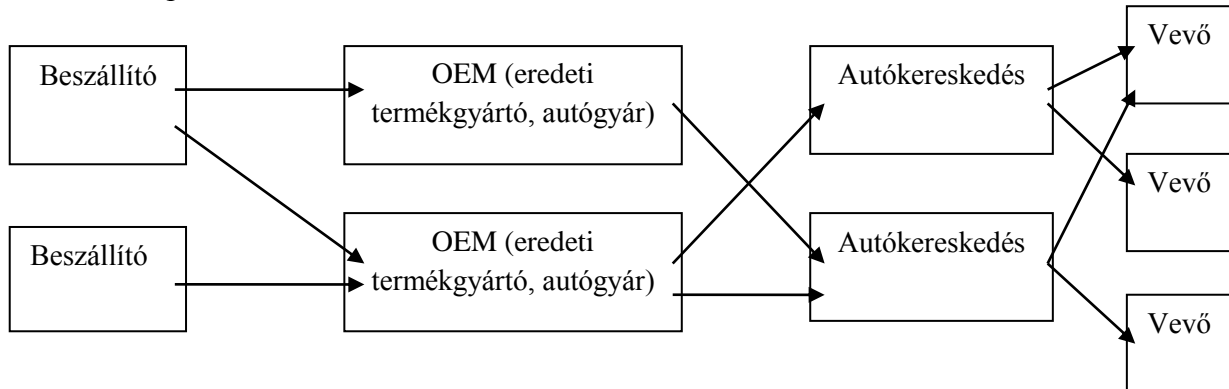 Beszállító
OEM (eredeti
termékgyártó, autógyár)
Autókereskedés
Vevő
Vevő
Beszállító
OEM (eredeti
termékgyártó, autógyár)
Autókereskedés
Vevő